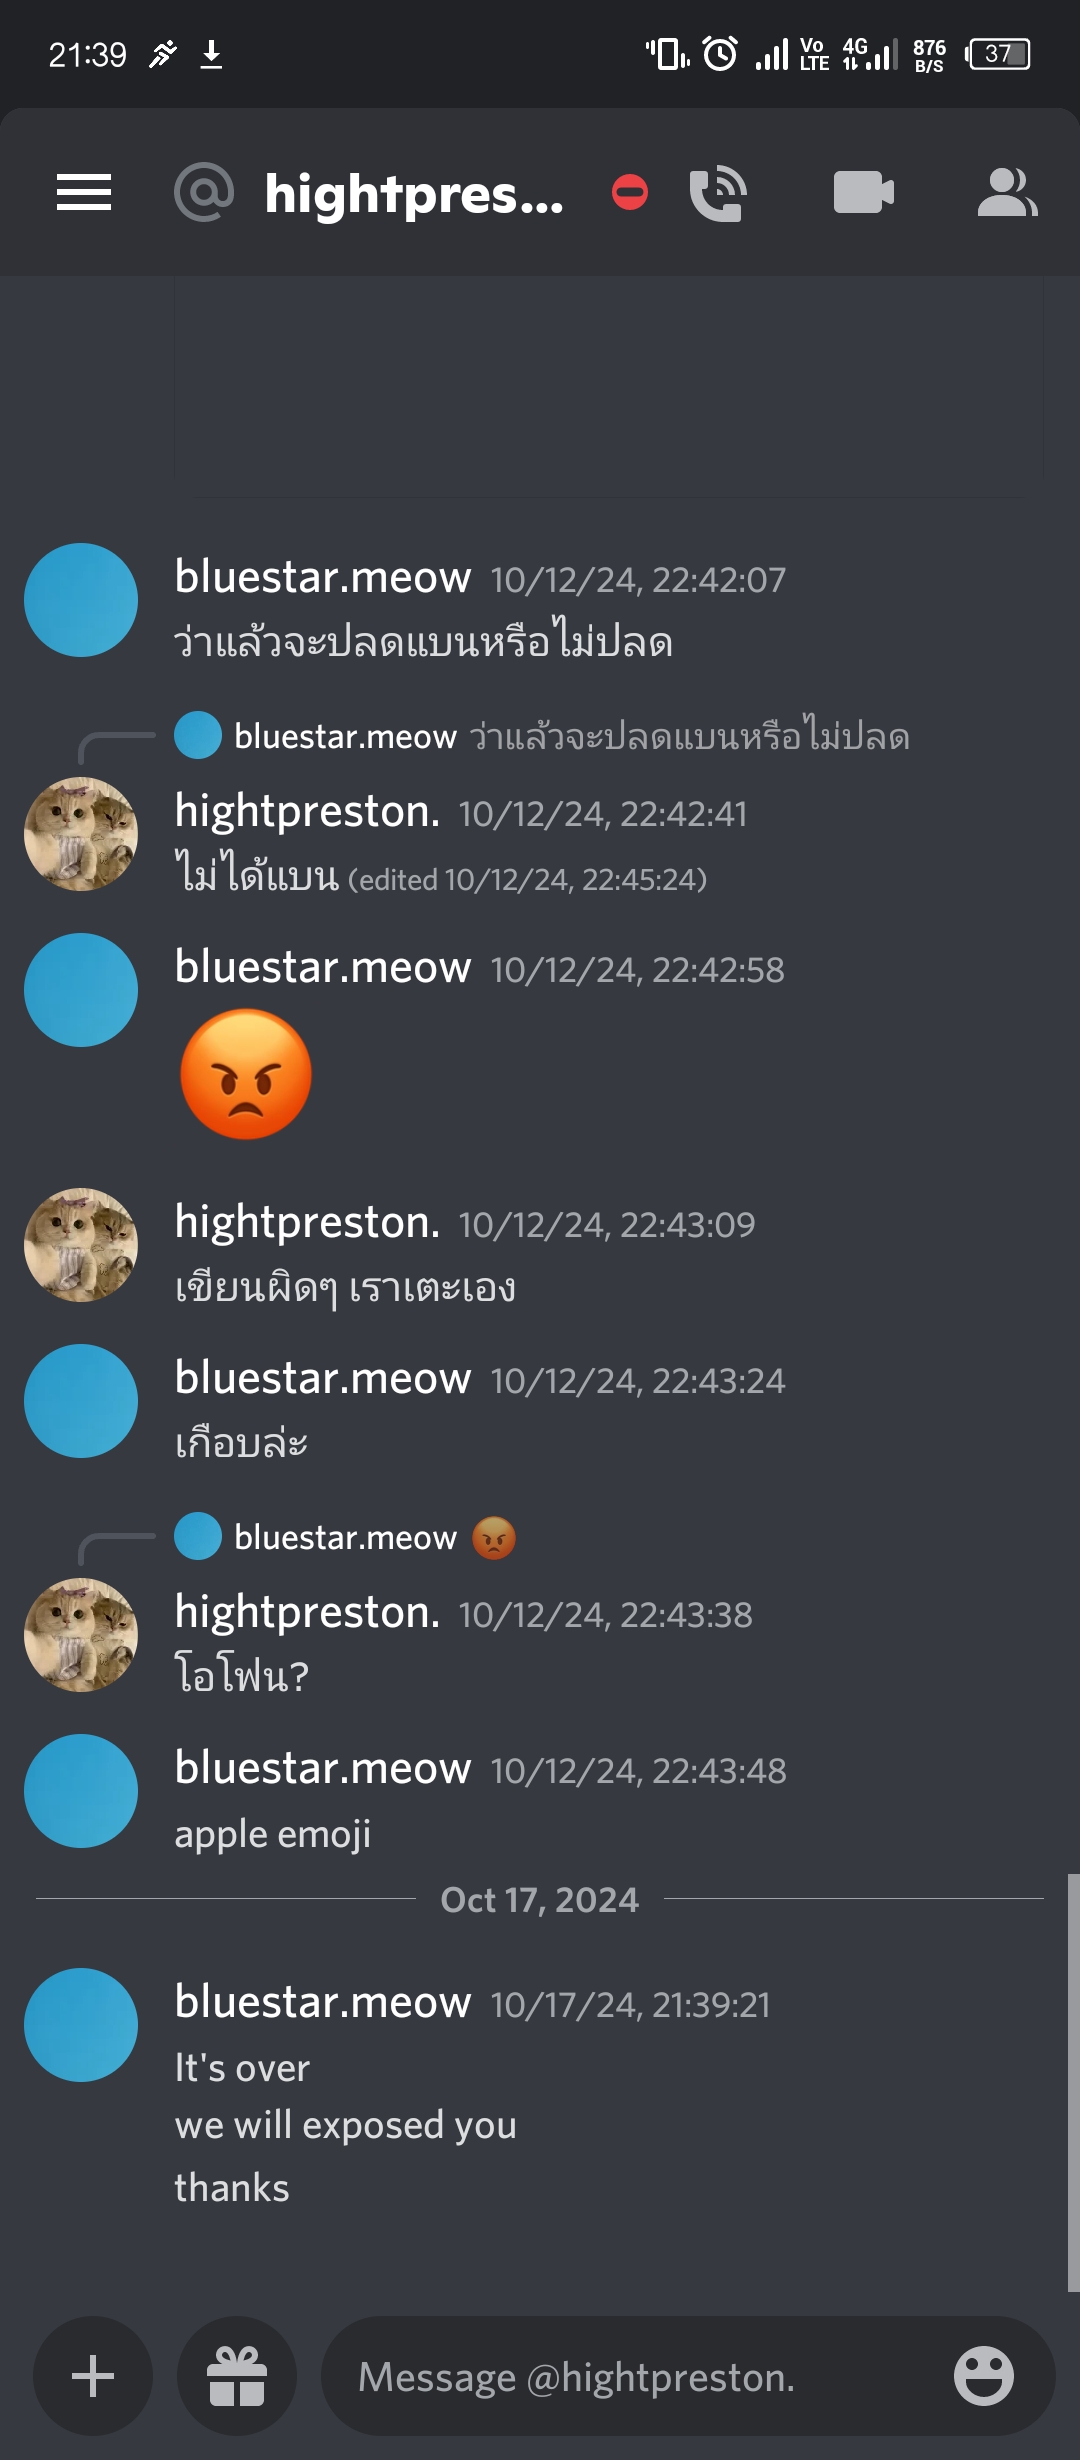 21:39
Vo LTE 4G 876 B/S 37
hightpres...
bluestar.meow 10/12/24, 22:42:07
ว่าแล้วจะปลดแบนหรือไม่ปลด
bluestar.meow ว่าแล้วจะปลดแบนหรือไม่ปลด
hightpreston. 10/12/24, 22:42:41
ไม่ได้แบน (edited 10/12/24, 22:45:24)
bluestar.meow 10/12/24, 22:42:58
😡
hightpreston. 10/12/24, 22:43:09
เขียนผิดๆ เราเตะเอง
bluestar.meow 10/12/24, 22:43:24
เกือบล่ะ
bluestar.meow 😡
hightpreston. 10/12/24, 22:43:38
โอโฟน?
bluestar.meow 10/12/24, 22:43:48
apple emoji
Oct 17, 2024
bluestar.meow 10/17/24, 21:39:21
It's over
we will exposed you
thanks
Message @hightpreston.